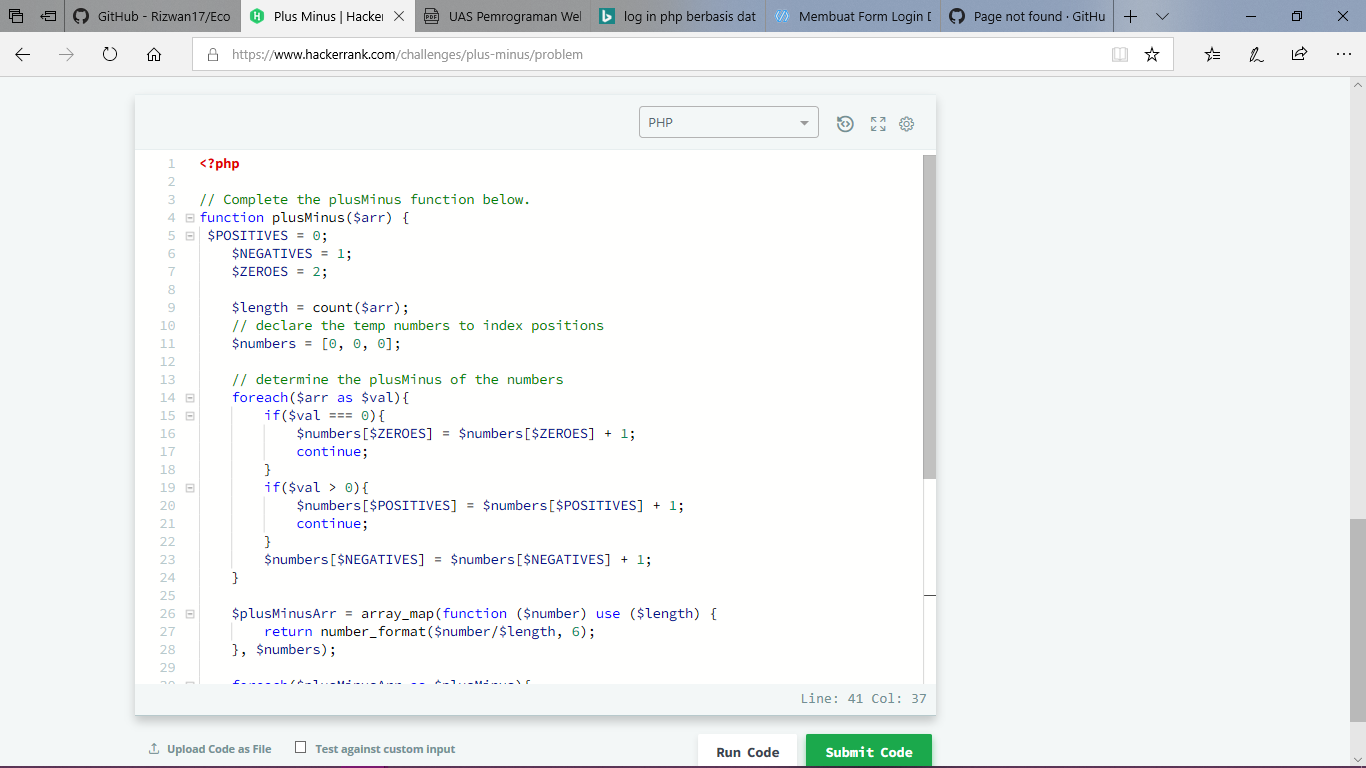 GitHub - Rizwan17/Eco
Plus Minus | Hacker
UAS Pemrograman Web
log in php berbasis dat
Membuat Form Login D
Page not found · GitHu
https://www.hackerrank.com/challenges/plus-minus/problem
PHP
1 <?php
2
3 // Complete the plusMinus function below.
4 function plusMinus($arr) {
5 $POSITIVES = 0;
6 $NEGATIVES = 1;
7 $ZEROES = 2;
8
9 $length = count($arr);
10 // declare the temp numbers to index positions
11 $numbers = [0, 0, 0];
12
13 // determine the plusMinus of the numbers
14 foreach($arr as $val){
15 if($val === 0){
16 $numbers[$ZEROES] = $numbers[$ZEROES] + 1;
17 continue;
18 }
19 if($val > 0){
20 $numbers[$POSITIVES] = $numbers[$POSITIVES] + 1;
21 continue;
22 }
23 $numbers[$NEGATIVES] = $numbers[$NEGATIVES] + 1;
24 }
25
26 $plusMinusArr = array_map(function ($number) use ($length) {
27 return number_format($number/$length, 6);
28 }, $numbers);
29
Line: 41 Col: 37
Upload Code as File
Test against custom input
Run Code
Submit Code